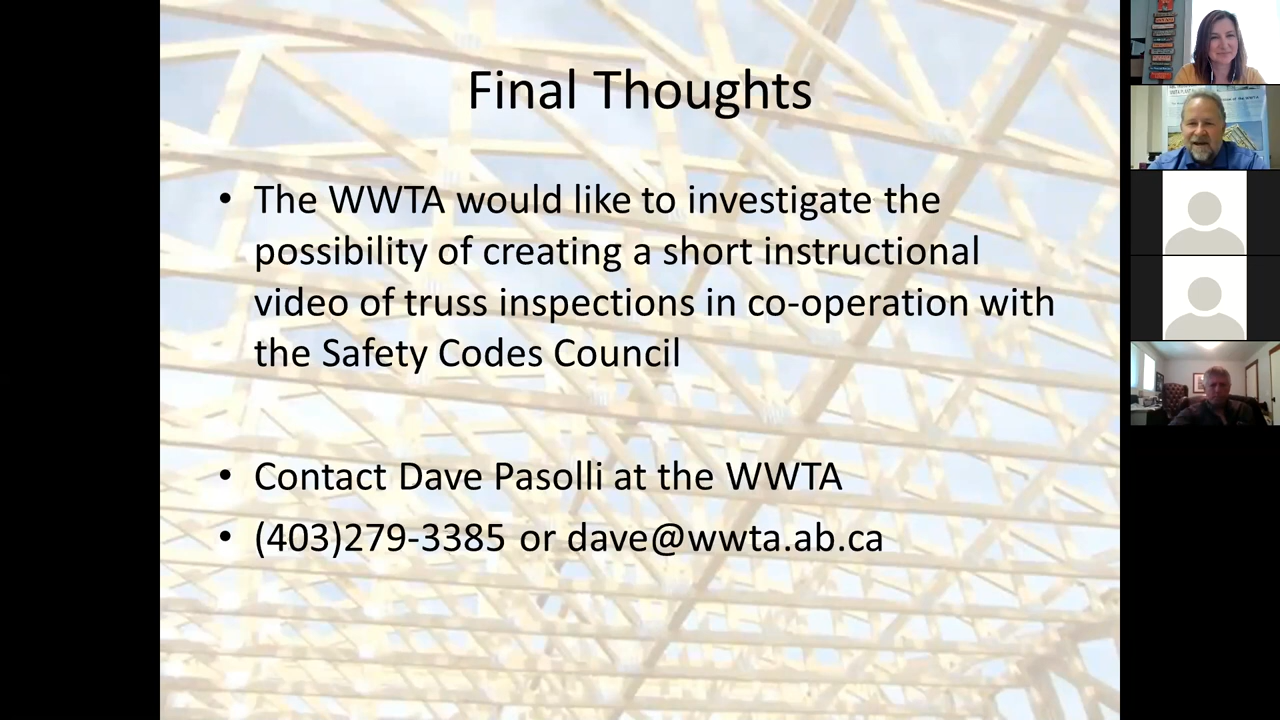 Final Thoughts
• The WWTA would like to investigate the
possibility of creating a short instructional
video of truss inspections in co-operation with
the Safety Codes Council
• Contact Dave Pasolli at the WWTA
• (403)279-3385 or dave@wwta.ab.ca